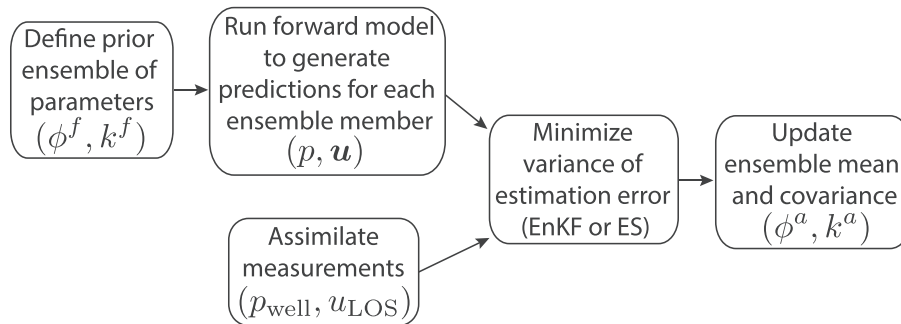 Define prior
ensemble of
parameters
(ϕ^f, k^f)
Run forward model
to generate
predictions for each
ensemble member
(p, u)
Assimilate
measurements
(p_well, u_LOS)
Minimize
variance of
estimation error
(EnKF or ES)
Update
ensemble mean
and covariance
(ϕ^a, k^a)